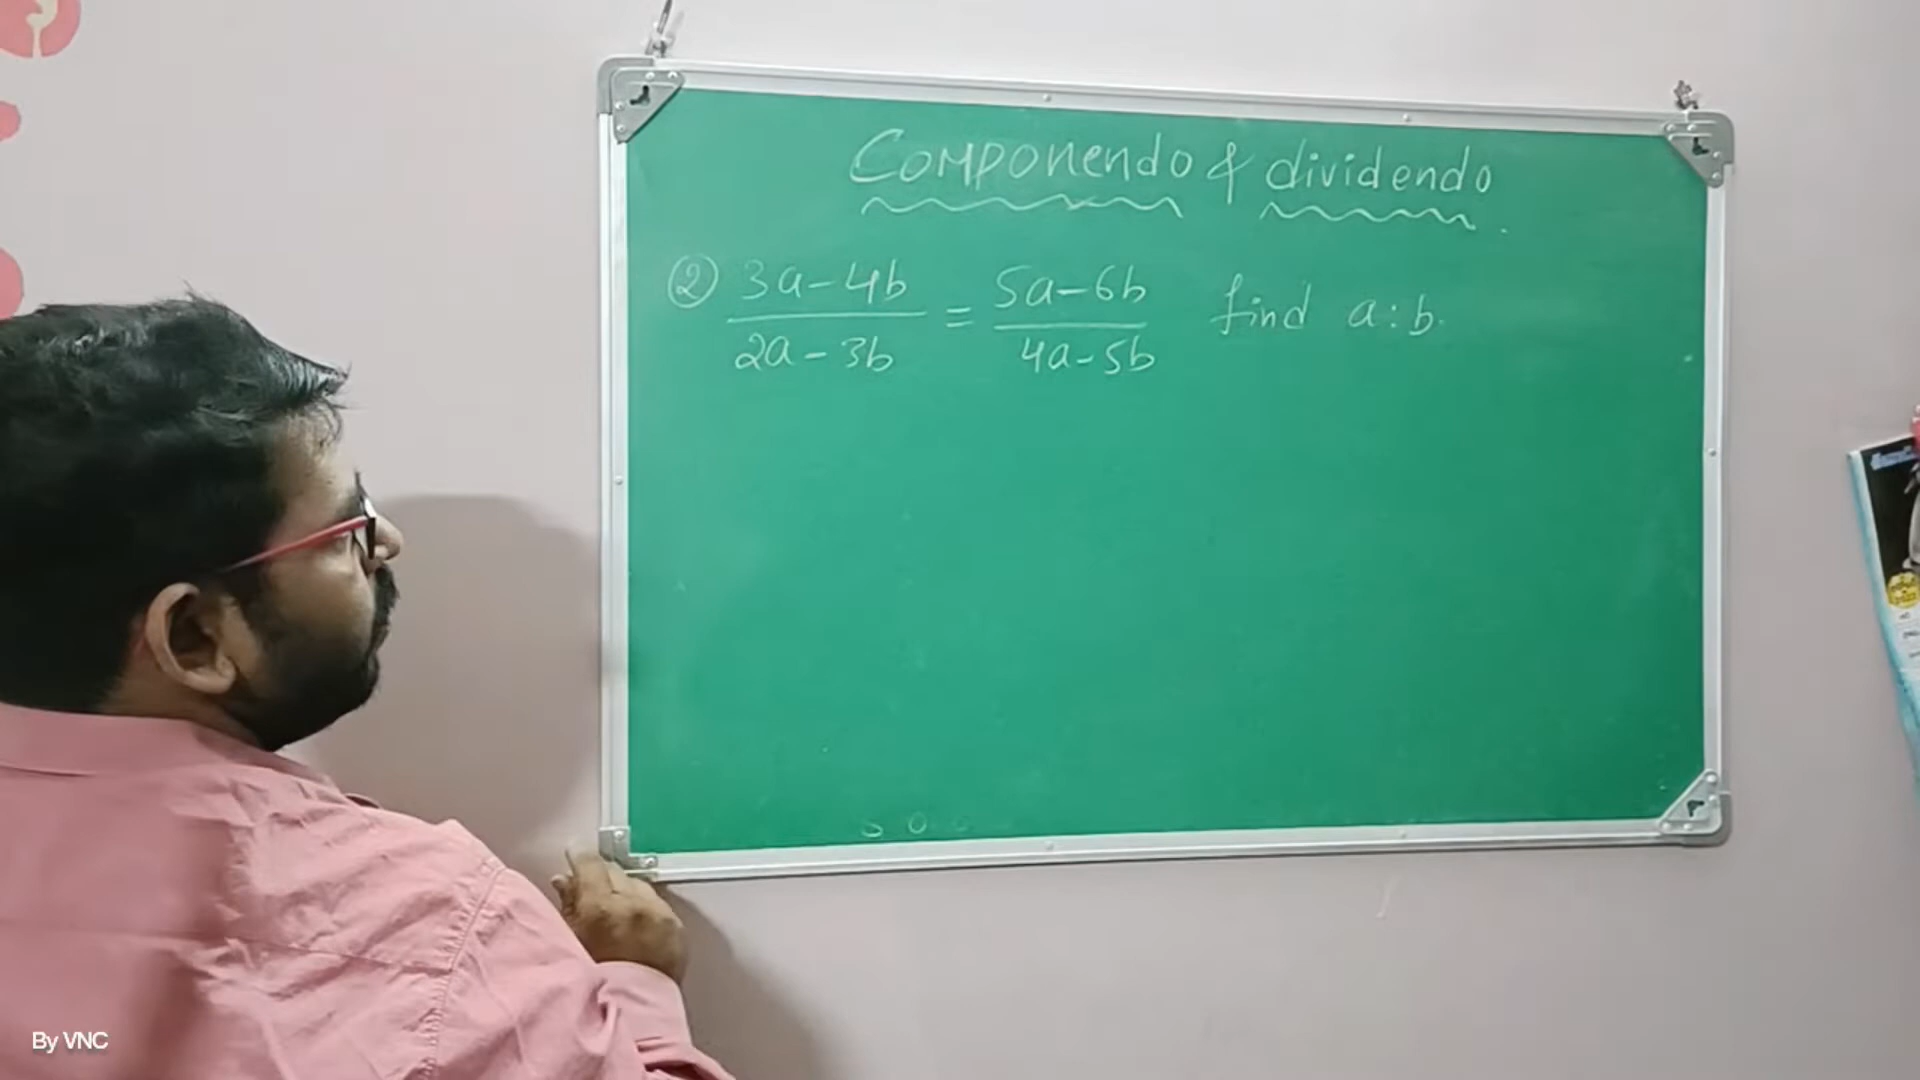 Componendo & dividendo.
② 3a-4b/2a-3b = 5a-6b/4a-5b find a:b.
By VNC